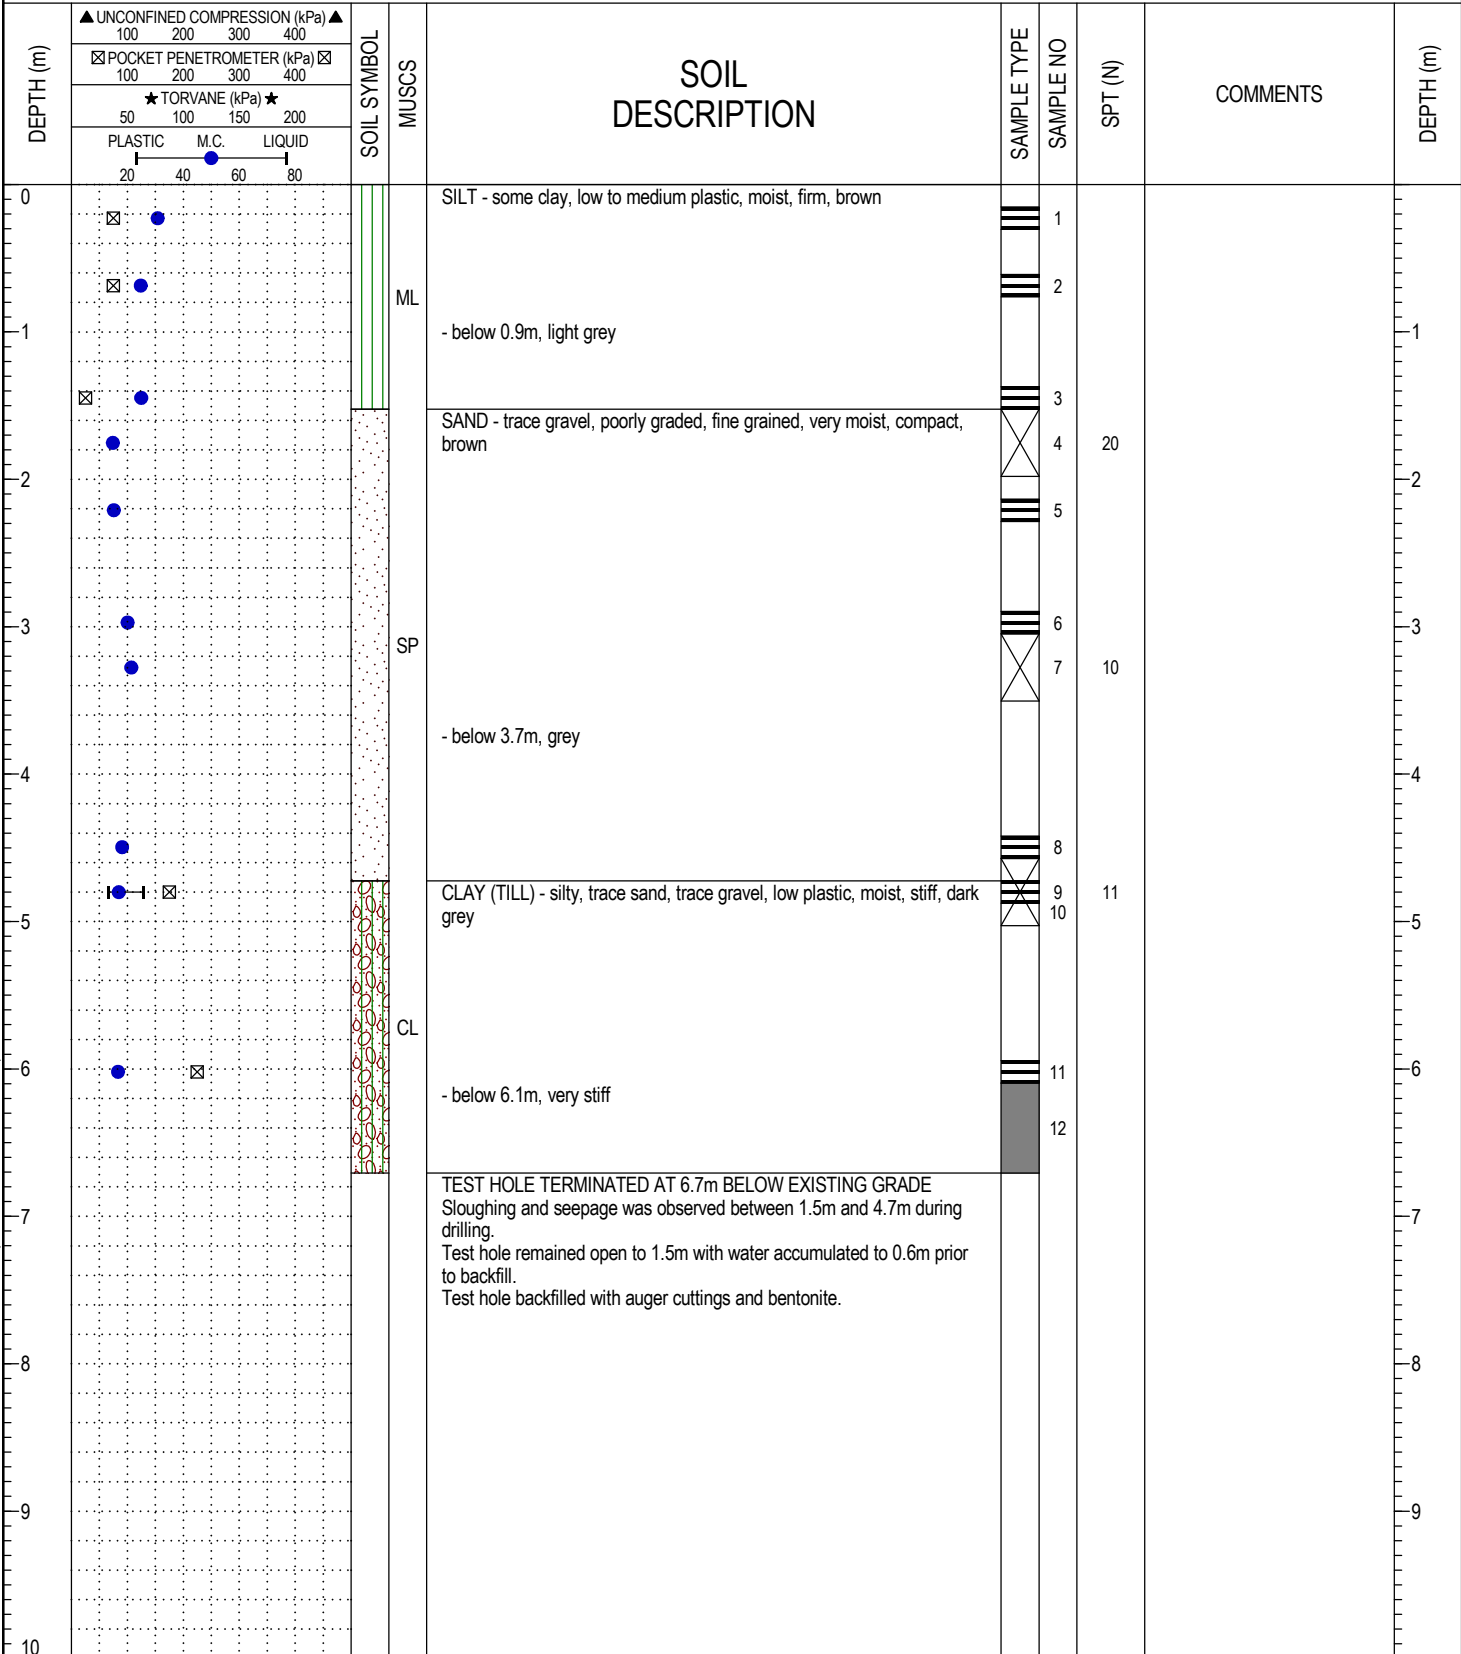 ▲ UNCONFINED COMPRESSION (kPa) ▲
100 200 300 400
☒ POCKET PENETROMETER (kPa) ☒
100 200 300 400
★ TORVANE (kPa) ★
50 100 150 200
PLASTIC M.C. LIQUID
20 40 60 80
DEPTH (m)
SOIL SYMBOL
MUSCS
SOIL
DESCRIPTION
SAMPLE TYPE
SAMPLE NO
SPT (N)
COMMENTS
DEPTH (m)
0
SILT - some clay, low to medium plastic, moist, firm, brown
1
2
ML
1
- below 0.9m, light grey
1
3
SAND - trace gravel, poorly graded, fine grained, very moist, compact,
brown
4 20
2
2
5
6
3
3
SP
7 10
- below 3.7m, grey
4
4
8
CLAY (TILL) - silty, trace sand, trace gravel, low plastic, moist, stiff, dark
grey
9 11
10
5
5
CL
6
11
6
- below 6.1m, very stiff
12
TEST HOLE TERMINATED AT 6.7m BELOW EXISTING GRADE
Sloughing and seepage was observed between 1.5m and 4.7m during
drilling.
Test hole remained open to 1.5m with water accumulated to 0.6m prior
to backfill.
Test hole backfilled with auger cuttings and bentonite.
7
7
8
8
9
9
10